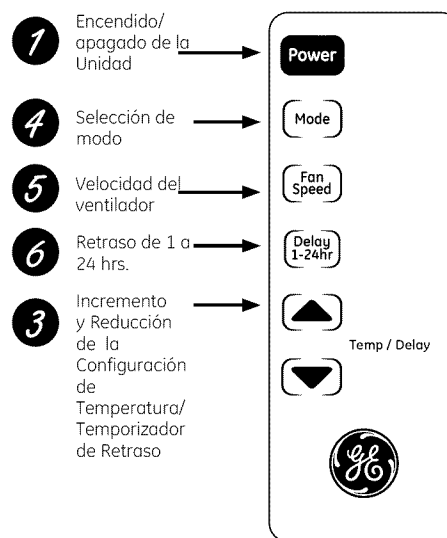 1
Encendido/
apagado de la
Unidad
Power
4
Selección de
modo
Mode
5
Velocidad del
ventilador
Fan
Speed
6
Retraso de 1 a
24 hrs.
Delay
1-24hr
3
Incremento
y Reducción
de la
Configuración
de
Temperatura/
Temporizador
de Retraso
Temp / Delay
GE